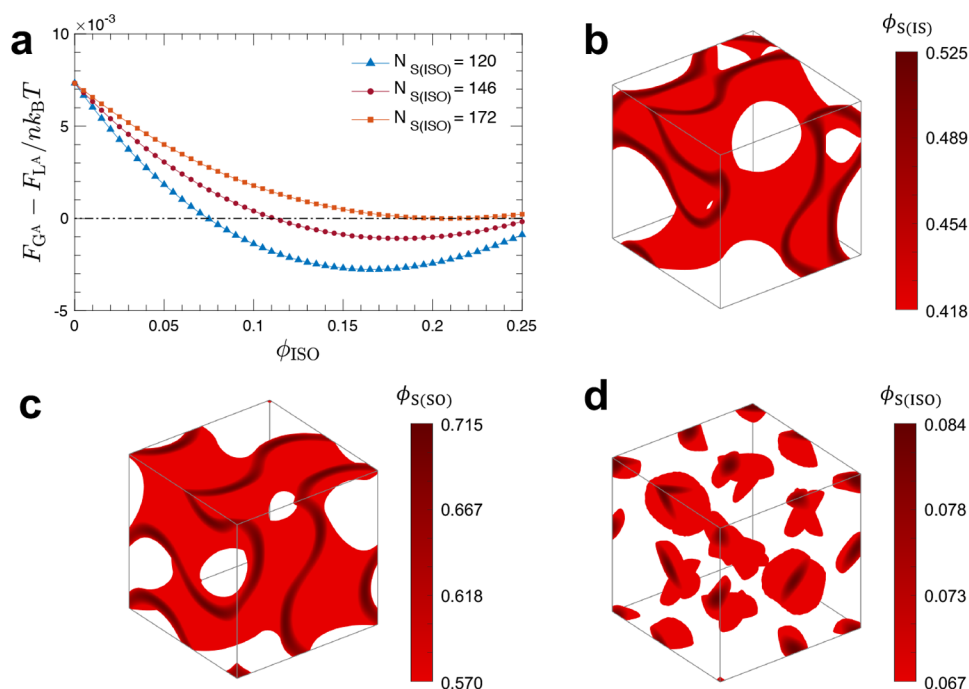 a
×10⁻³
10
5
0
-5
F_Gᴬ − F_Lᴬ /nk_BT
N S(ISO) = 120
N S(ISO) = 146
N S(ISO) = 172
0 0.05 0.1 0.15 0.2 0.25
ϕ_ISO
b
ϕ_S(IS)
0.525
0.489
0.454
0.418
c
ϕ_S(SO)
0.715
0.667
0.618
0.570
d
ϕ_S(ISO)
0.084
0.078
0.073
0.067